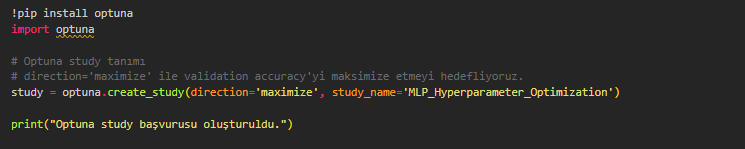 !pip install optuna
import optuna
# Optuna study tanımı
# direction='maximize' ile validation accuracy'yi maksimize etmeyi hedefliyoruz.
study = optuna.create_study(direction='maximize', study_name='MLP_Hyperparameter_Optimization')
print("Optuna study başvurusu oluşturuldu.")